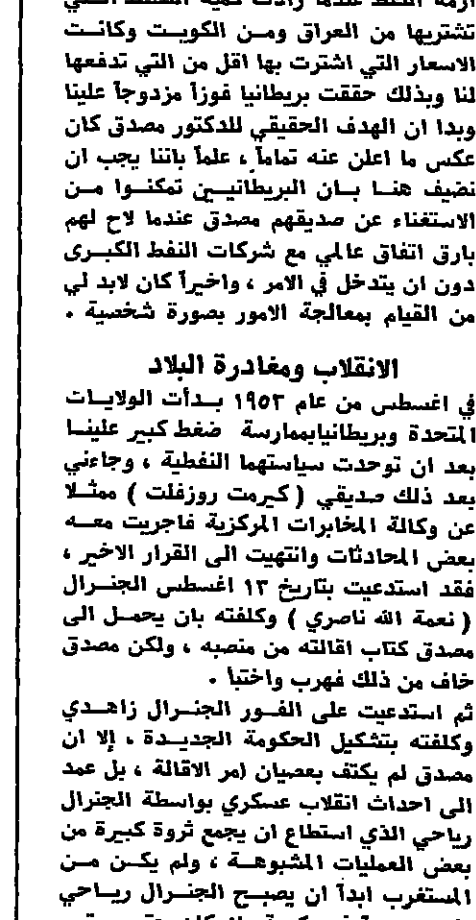 تشتريها من العراق ومن الكويت وكانت
الاسعار التي اشترت بها اقل من التي تدفعها
لنا وبذلك حققت بريطانيا فوزاً مزدوجاً علينا
وبدا ان الهدف الحقيقي للدكتور مصدق كان
عكس ما اعلن عنه تماماً ، علماً باننا يجب ان
نضيف هنا بان البريطانيين تمكنوا من
الاستغناء عن صديقهم مصدق عندما لاح لهم
بارق اتفاق عالمي مع شركات النفط الكبرى
دون ان يتدخل في الامر ، واخيراً كان لابد لي
من القيام بمعالجة الامور بصورة شخصية .
الانقلاب ومغادرة البلاد
في اغسطس من عام ١٩٥٣ بدأت الولايات
المتحدة وبريطانيابممارسة ضغط كبير علينا
بعد ان توحدت سياستهما النفطية ، وجاءني
بعد ذلك صديقي ( كيرمت روزفلت ) ممثلا
عن وكالة المخابرات المركزية فاجريت معه
بعض المحادثات وانتهيت الى القرار الاخير ،
فقد استدعيت بتاريخ ١٣ اغسطس الجنرال
( نعمة الله ناصري ) وكلفته بان يحمل الى
مصدق كتاب اقالته من منصبه ، ولكن مصدق
خاف من ذلك فهرب واختبأ .
ثم استدعيت على الفور الجنرال زاهدي
وكلفته بتشكيل الحكومة الجديدة ، إلا ان
مصدق لم يكتف بعصيان امر الاقالة ، بل عمد
الى احداث انقلاب عسكري بواسطة الجنرال
رياحي الذي استطاع ان يجمع ثروة كبيرة من
بعض العمليات المشبوهة ، ولم يكن من
المستغرب ابداً ان يصبح الجنرال رياحي